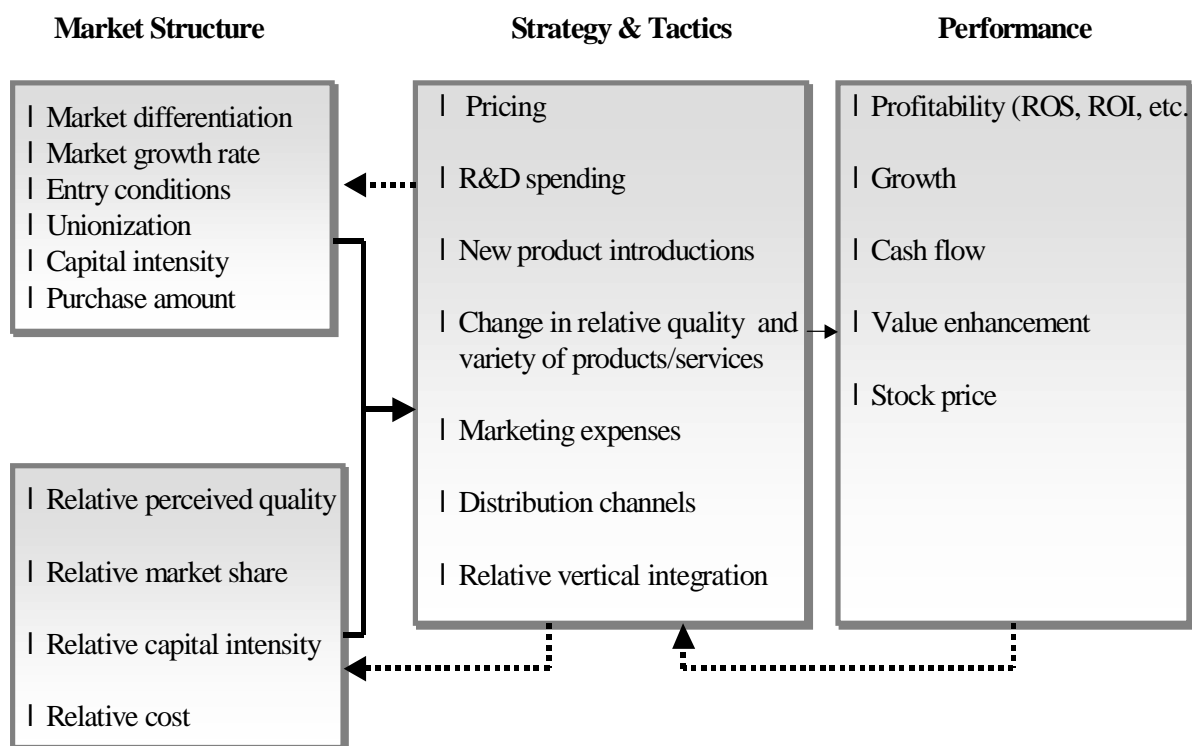 Market Structure
Strategy & Tactics
Performance
l Market differentiation
l Market growth rate
l Entry conditions
l Unionization
l Capital intensity
l Purchase amount
l Relative perceived quality
l Relative market share
l Relative capital intensity
l Relative cost
l Pricing
l R&D spending
l New product introductions
l Change in relative quality and
variety of products/services
l Marketing expenses
l Distribution channels
l Relative vertical integration
l Profitability (ROS, ROI, etc.
l Growth
l Cash flow
l Value enhancement
l Stock price